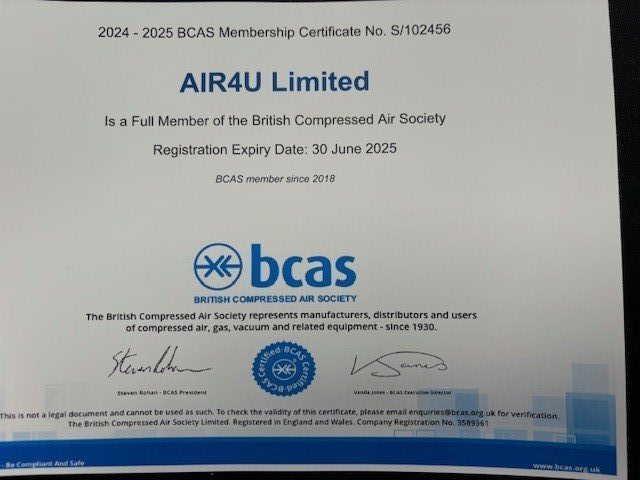 2024 - 2025 BCAS Membership Certificate No. S/102456
AIR4U Limited
Is a Full Member of the British Compressed Air Society
Registration Expiry Date: 30 June 2025
BCAS member since 2018
bcas
BRITISH COMPRESSED AIR SOCIETY
The British Compressed Air Society represents manufacturers, distributors and users
of compressed air, gas, vacuum and related equipment - since 1930.
Certified-BCAS
Certified-BCAS
Steven Rohan - BCAS President
Vanda Jones - BCAS Executive Director
This is not a legal document and cannot be used as such. To check the validity of this certificate, please email enquiries@bcas.org.uk for verification.
The British Compressed Air Society Limited. Registered in England and Wales. Company Registration No. 3589361
- Be Compliant And Safe
www.bcas.org.uk